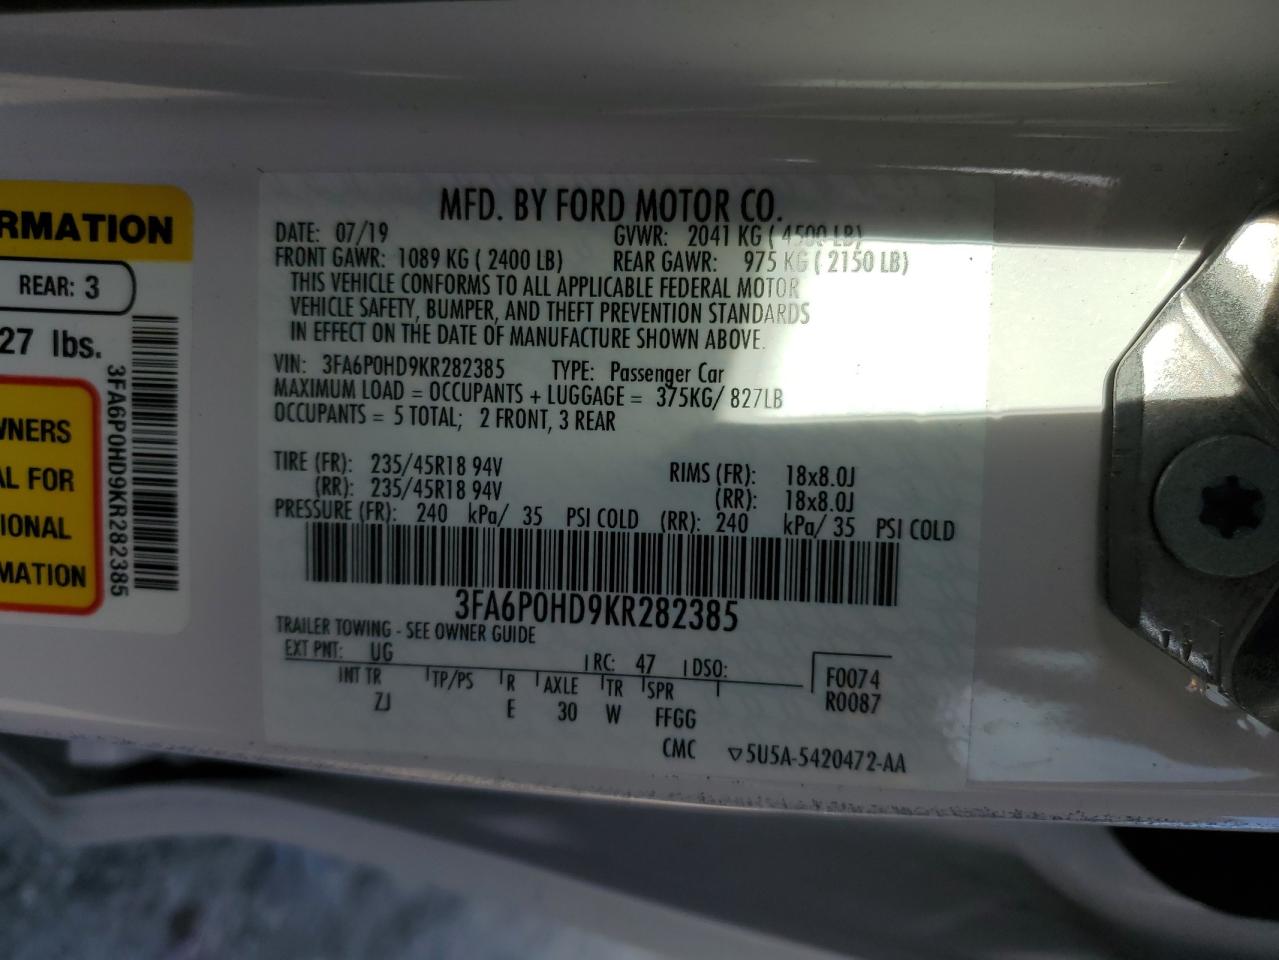 RMATION
REAR: 3
27 lbs.
WNERS
AL FOR
IONAL
MATION
3FA6P0HD9KR282385
MFD. BY FORD MOTOR CO.
DATE: 07/19 GVWR: 2041 KG ( 4500 LB)
FRONT GAWR: 1089 KG ( 2400 LB) REAR GAWR: 975 KG ( 2150 LB)
THIS VEHICLE CONFORMS TO ALL APPLICABLE FEDERAL MOTOR
VEHICLE SAFETY, BUMPER, AND THEFT PREVENTION STANDARDS
IN EFFECT ON THE DATE OF MANUFACTURE SHOWN ABOVE.
VIN: 3FA6P0HD9KR282385 TYPE: Passenger Car
MAXIMUM LOAD = OCCUPANTS + LUGGAGE = 375KG/ 827LB
OCCUPANTS = 5 TOTAL; 2 FRONT, 3 REAR
TIRE (FR): 235/45R18 94V RIMS (FR): 18x8.0J
(RR): 235/45R18 94V (RR): 18x8.0J
PRESSURE (FR): 240 kPa/ 35 PSI COLD (RR): 240 kPa/ 35 PSI COLD
3FA6P0HD9KR282385
TRAILER TOWING - SEE OWNER GUIDE
EXT PNT: UG RC: 47 DSO:
INT TR TP/PS R AXLE TR SPR
ZJ E 30 W FFGG
F0074
R0087
CMC ▽5U5A-5420472-AA